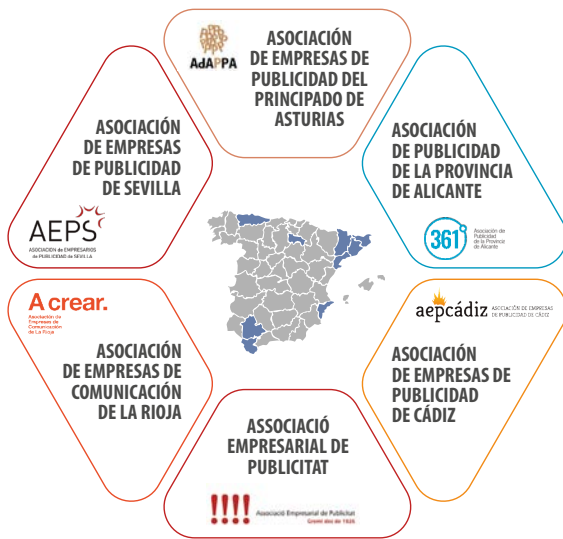 AdAPPA
ASOCIACIÓN
DE EMPRESAS DE
PUBLICIDAD DEL
PRINCIPADO DE
ASTURIAS
ASOCIACIÓN
DE EMPRESAS
DE PUBLICIDAD
DE SEVILLA
AEPS
ASOCIACIÓN DE EMPRESARIOS
de PUBLICIDAD DE SEVILLA
ASOCIACIÓN
DE PUBLICIDAD
DE LA PROVINCIA
DE ALICANTE
361°
Asociación de
Publicidad
de la Provincia
de Alicante
A crear.
Asociación de
Empresas de
Comunicación
de La Rioja
ASOCIACIÓN
DE EMPRESAS DE
COMUNICACIÓN
DE LA RIOJA
aepcádiz
ASOCIACIÓN DE EMPRESAS
DE PUBLICIDAD DE CÁDIZ
ASOCIACIÓN
DE EMPRESAS DE
PUBLICIDAD
DE CÁDIZ
ASSOCIACIÓ
EMPRESARIAL DE
PUBLICITAT
!!!!
Associació Empresarial de Publicitat
Gremi des de 1926